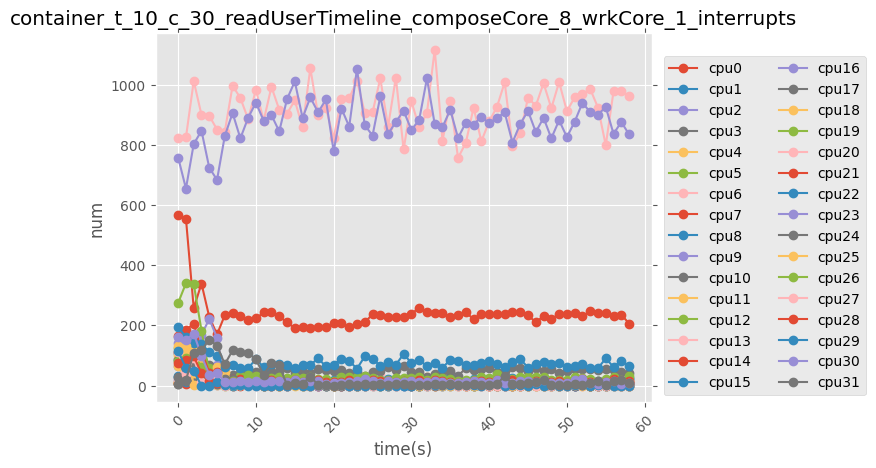 container_t_10_c_30_readUserTimeline_composeCore_8_wrkCore_1_interrupts
1000
800
600
400
200
0
num
0
10
20
30
40
50
60
time(s)
cpu0
cpu1
cpu2
cpu3
cpu4
cpu5
cpu6
cpu7
cpu8
cpu9
cpu10
cpu11
cpu12
cpu13
cpu14
cpu15
cpu16
cpu17
cpu18
cpu19
cpu20
cpu21
cpu22
cpu23
cpu24
cpu25
cpu26
cpu27
cpu28
cpu29
cpu30
cpu31